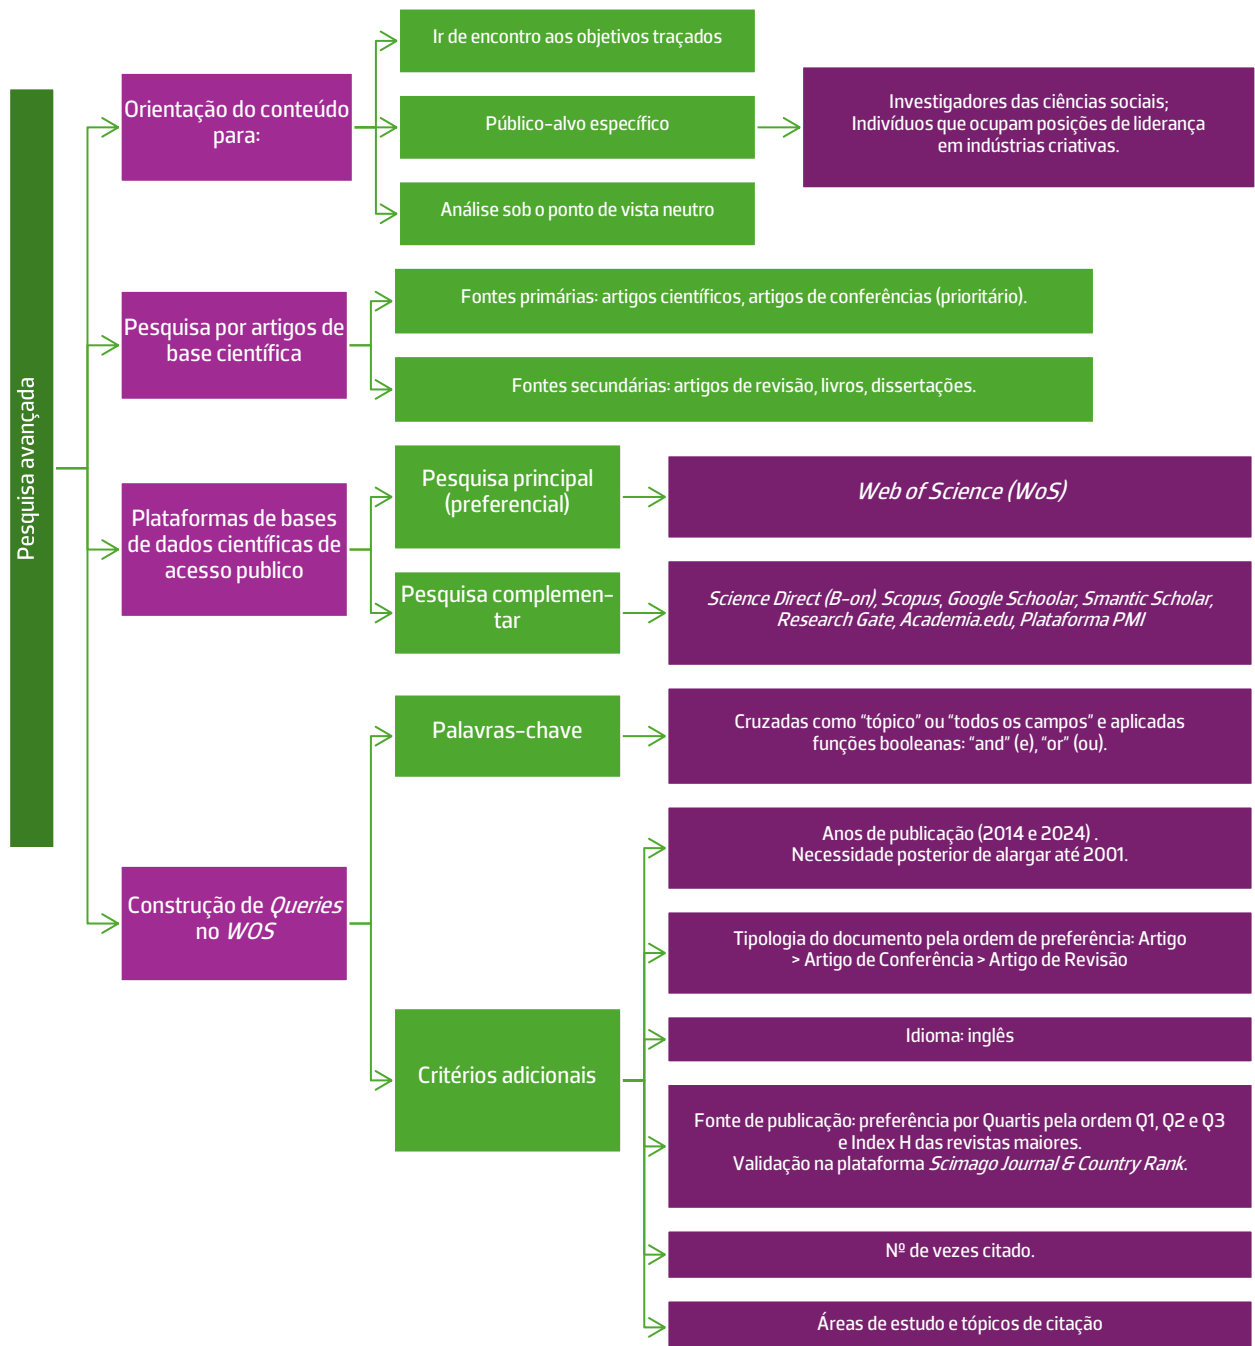 Pesquisa avançada
Orientação do conteúdo
para:
Ir de encontro aos objetivos traçados
Público-alvo específico
Investigadores das ciências sociais;
Indivíduos que ocupam posições de liderança
em indústrias criativas.
Análise sob o ponto de vista neutro
Pesquisa por artigos de
base científica
Fontes primárias: artigos científicos, artigos de conferências (prioritário).
Fontes secundárias: artigos de revisão, livros, dissertações.
Plataformas de bases
de dados científicas de
acesso publico
Pesquisa principal
(preferencial)
Web of Science (WoS)
Pesquisa complemen-
tar
Science Direct (B-on), Scopus, Google Schoolar, Smantic Scholar,
Research Gate, Academia.edu, Plataforma PMI
Construção de Queries
no WOS
Palavras-chave
Cruzadas como “tópico” ou “todos os campos” e aplicadas
funções booleanas: “and” (e), “or” (ou).
Critérios adicionais
Anos de publicação (2014 e 2024) .
Necessidade posterior de alargar até 2001.
Tipologia do documento pela ordem de preferência: Artigo
> Artigo de Conferência > Artigo de Revisão
Idioma: inglês
Fonte de publicação: preferência por Quartis pela ordem Q1, Q2 e Q3
e Index H das revistas maiores.
Validação na plataforma Scimago Journal & Country Rank.
Nº de vezes citado.
Áreas de estudo e tópicos de citação